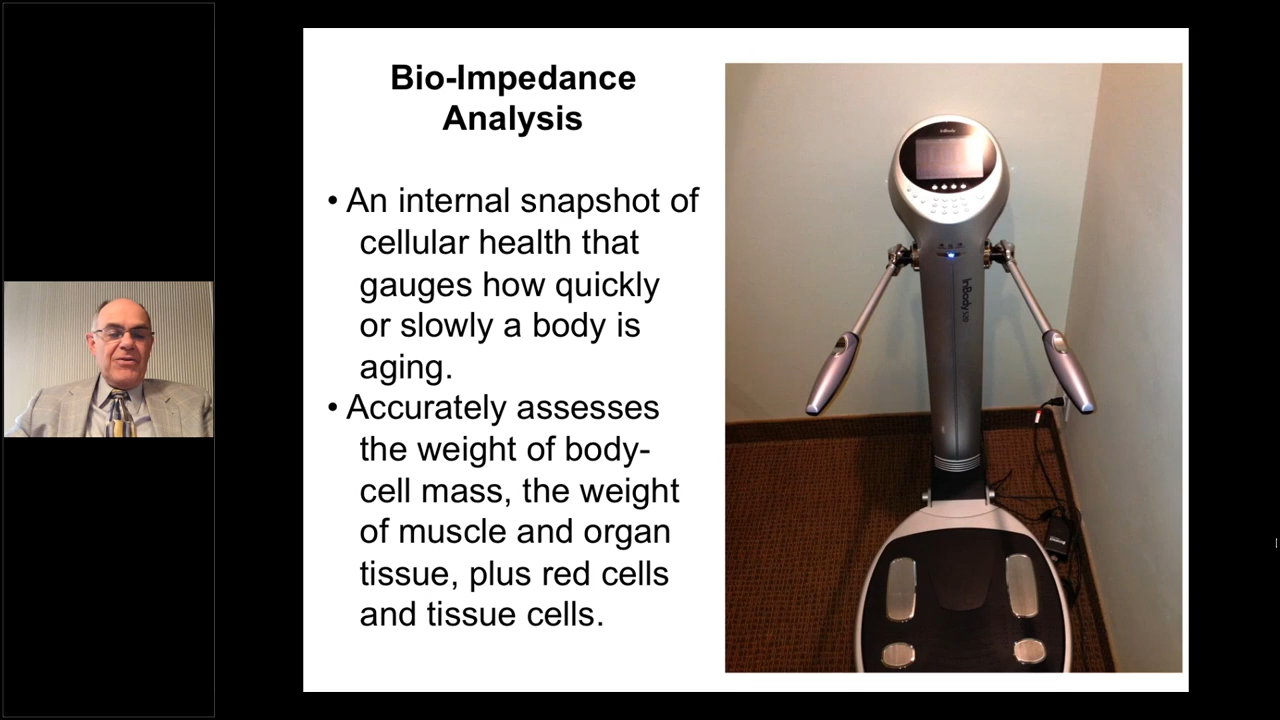 Bio-Impedance
Analysis
• An internal snapshot of
cellular health that
gauges how quickly
or slowly a body is
aging.
• Accurately assesses
the weight of body-
cell mass, the weight
of muscle and organ
tissue, plus red cells
and tissue cells.
InBody